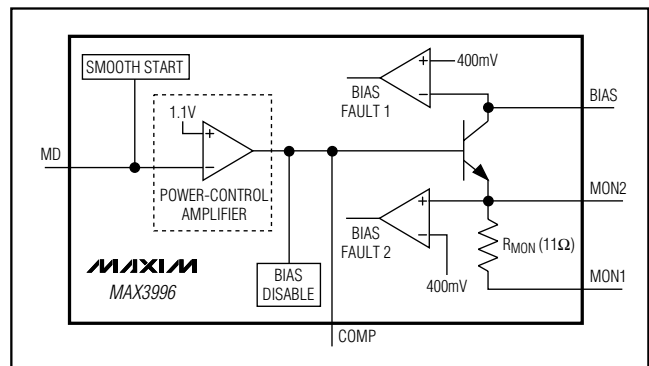 SMOOTH START
400mV
+
−
BIAS
FAULT 1
BIAS
1.1V
+
−
MD
POWER-CONTROL
AMPLIFIER
+
−
BIAS
FAULT 2
400mV
MON2
RMON (11Ω)
MON1
MAXIM
MAX3996
BIAS
DISABLE
COMP